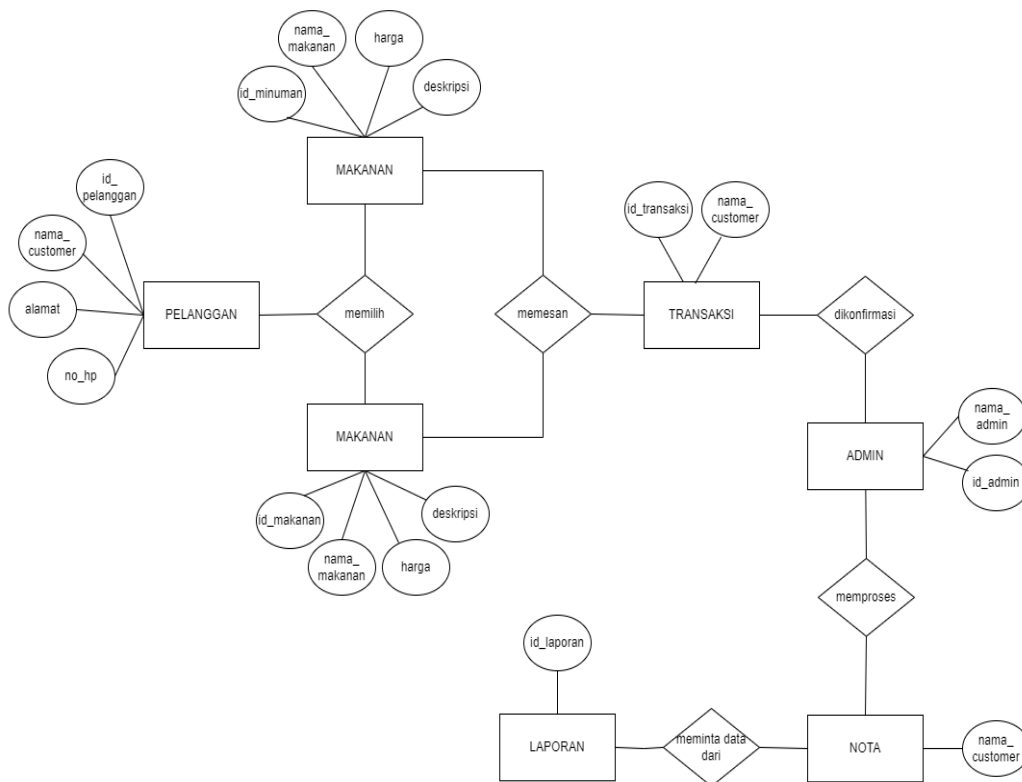 nama_
makanan
harga
id_minuman
deskripsi
MAKANAN
id_
pelanggan
nama_
customer
alamat
no_hp
PELANGGAN
memilih
memesan
id_transaksi
nama_
customer
TRANSAKSI
dikonfirmasi
MAKANAN
id_makanan
nama_
makanan
harga
deskripsi
nama_
admin
ADMIN
id_admin
memproses
id_laporan
LAPORAN
meminta data
dari
NOTA
nama_
customer